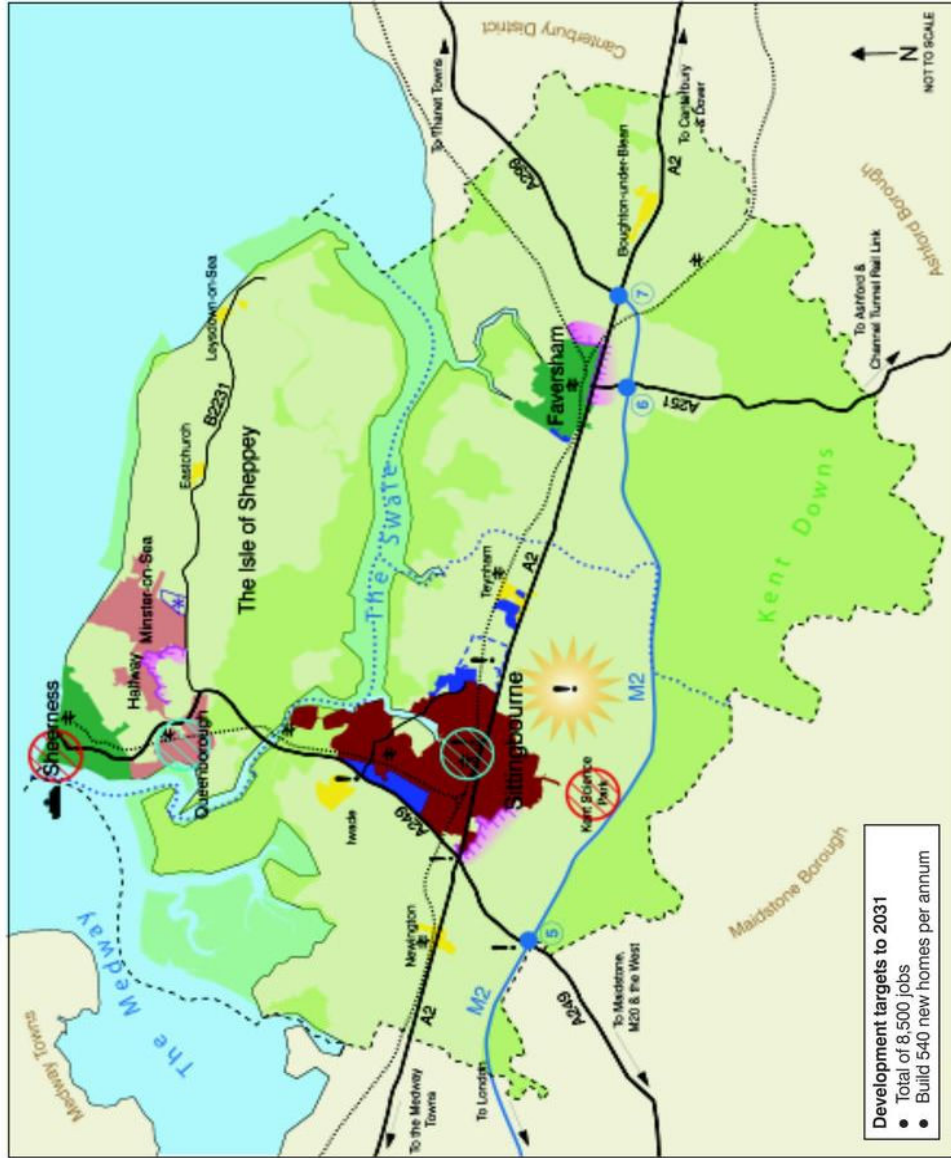 Medway Towns
The Medway
Sheerness
Halfway
Minster-on-Sea
Queenborough
Eastchurch
B2231
Leysdown-on-Sea
The Isle of Sheppey
The Swale
Iwade
A249
Newington
A2
To the Medway
Towns
M2
To London
5
A249
To Maidstone,
M20 & the West
Sittingbourne
Kent Science
Park
Teynham
A2
M2
Faversham
6
7
A251
A299
To Thanet Towns
Canterbury District
Boughton-under-Blean
A2
To Canterbury
& Dover
To Ashford &
Channel Tunnel Rail Link
Ashford Borough
Kent Downs
Maidstone Borough
N
NOT TO SCALE
Development targets to 2031
• Total of 8,500 jobs
• Build 540 new homes per annum